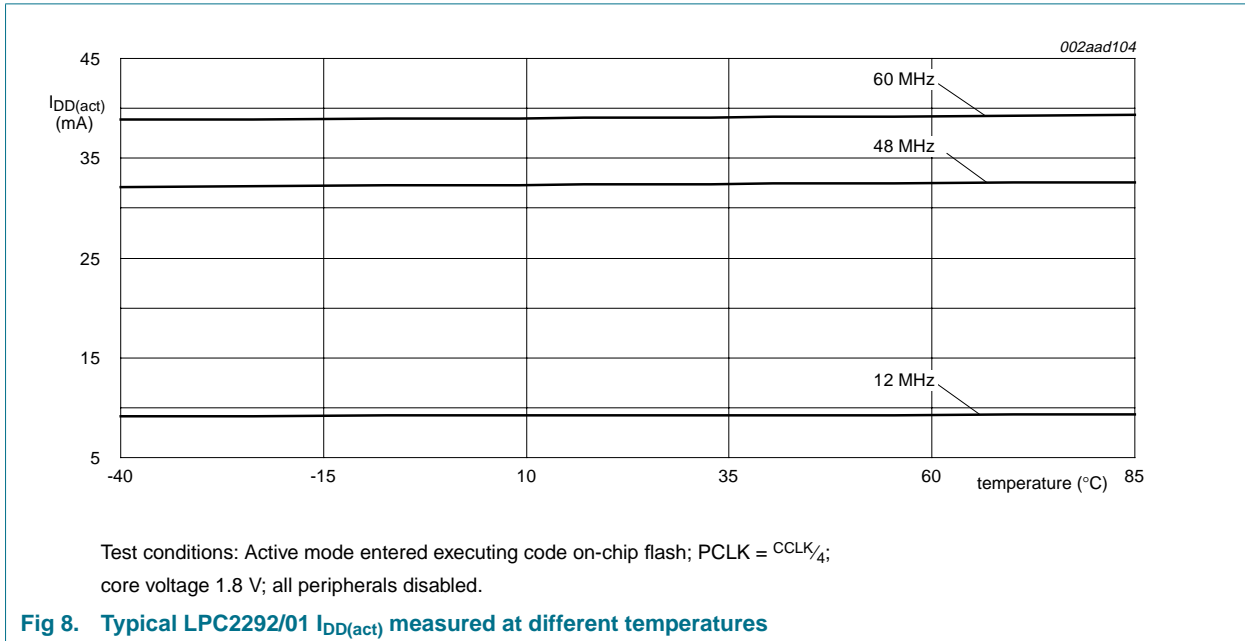 002aad104
45
I_DD(act)
(mA)
35
25
15
5
60 MHz
48 MHz
12 MHz
-40 -15 10 35 60 85
temperature (°C)
Test conditions: Active mode entered executing code on-chip flash; PCLK = CCLK⁄4;
core voltage 1.8 V; all peripherals disabled.
Fig 8. Typical LPC2292/01 I_DD(act) measured at different temperatures